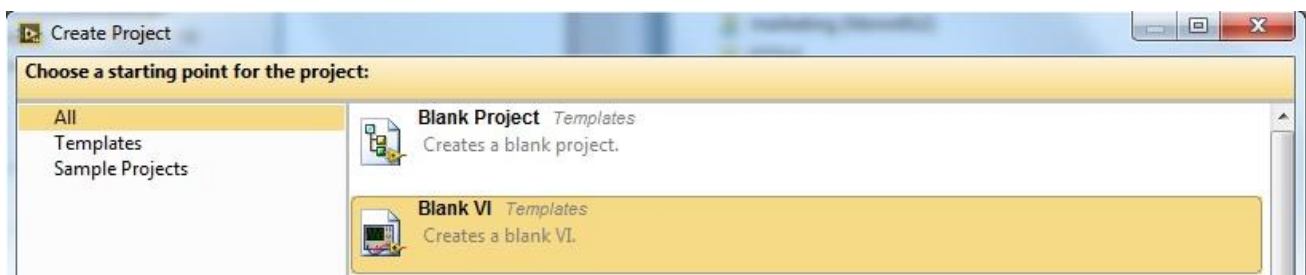 Create Project
Choose a starting point for the project:
All
Templates
Sample Projects
Blank Project Templates
Creates a blank project.
Blank VI Templates
Creates a blank VI.